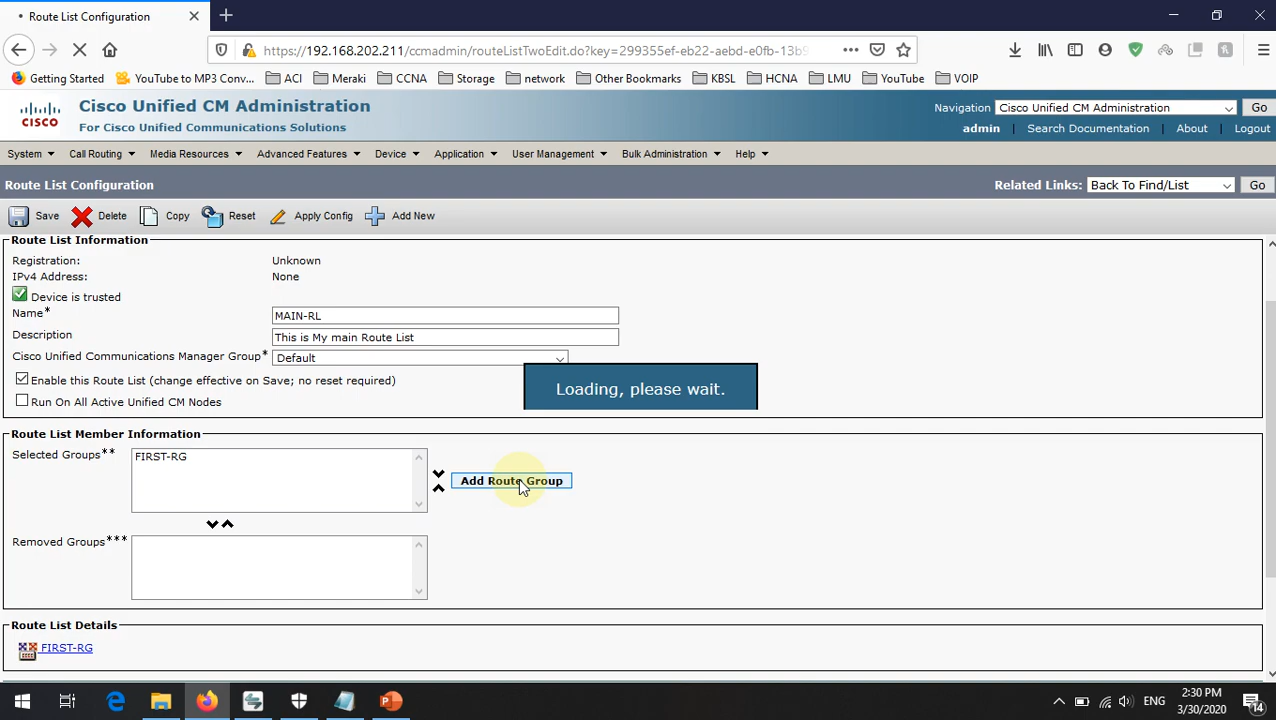 Route List Configuration
https://192.168.202.211/ccmadmin/routeListTwoEdit.do?key=299355ef-eb22-aebd-e0fb-13b9
Getting Started
YouTube to MP3 Conv...
ACI
Meraki
CCNA
Storage
network
Other Bookmarks
KBSL
HCNA
LMU
YouTube
VOIP
CISCO
Cisco Unified CM Administration
For Cisco Unified Communications Solutions
Navigation Cisco Unified CM Administration Go
admin | Search Documentation | About | Logout
System Call Routing Media Resources Advanced Features Device Application User Management Bulk Administration Help
Route List Configuration
Related Links: Back To Find/List Go
Save Delete Copy Reset Apply Config Add New
Route List Information
Registration: Unknown
IPv4 Address: None
Device is trusted
Name* MAIN-RL
Description This is My main Route List
Cisco Unified Communications Manager Group* Default
Enable this Route List (change effective on Save; no reset required)
Run On All Active Unified CM Nodes
Loading, please wait.
Route List Member Information
Selected Groups** FIRST-RG
Add Route Group
Removed Groups***
Route List Details
FIRST-RG
ENG
2:30 PM
3/30/2020
14